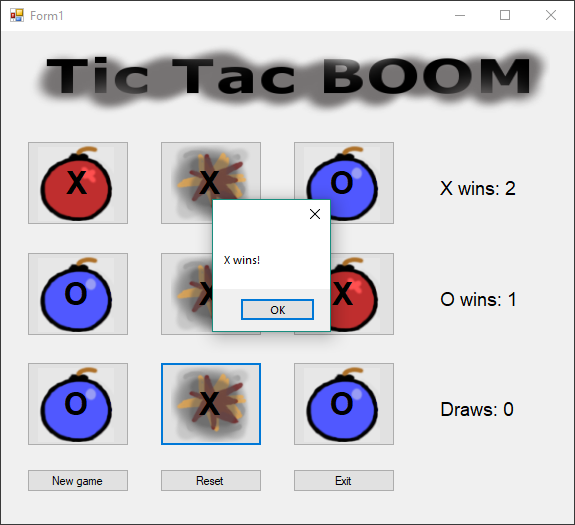 Form1
Tic Tac BOOM
X X O
X wins: 2
X wins!
O X X
O wins: 1
OK
O X O
Draws: 0
New game Reset Exit